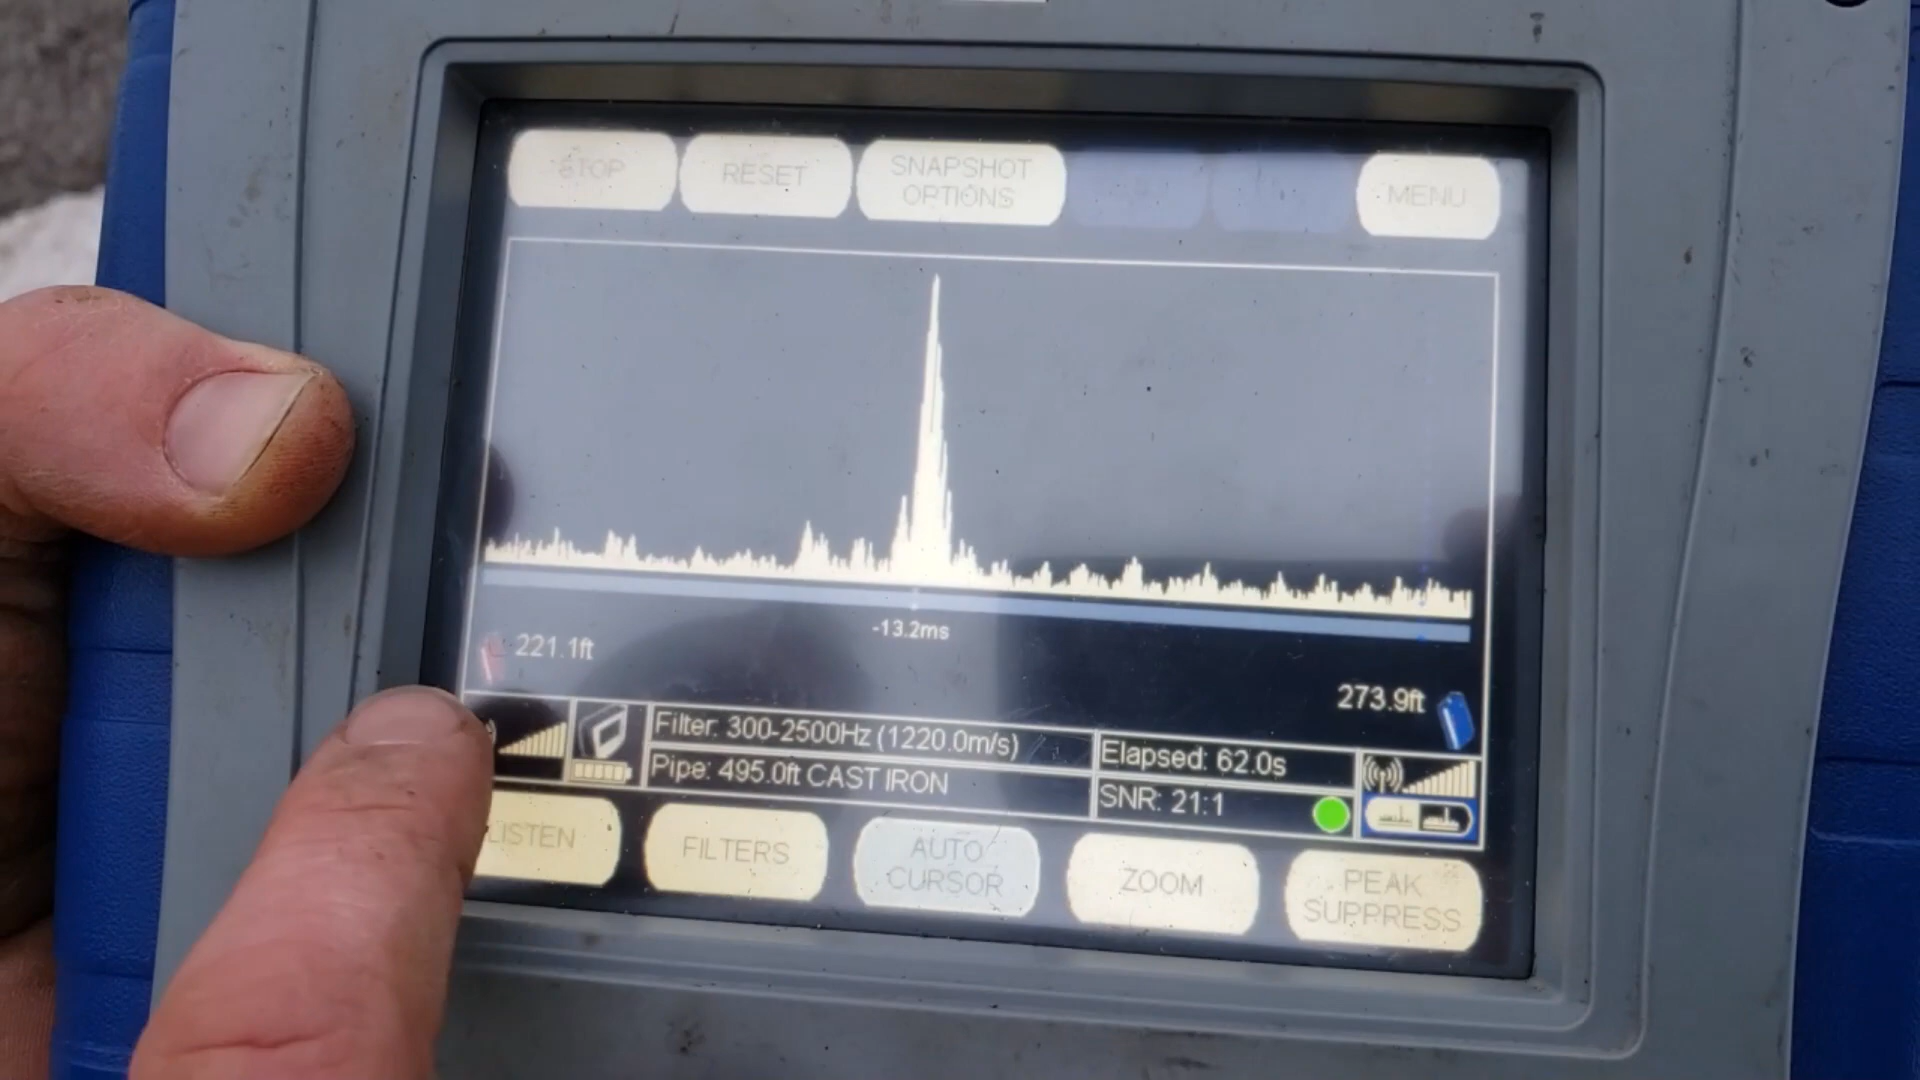 STOP
RESET
SNAPSHOT
OPTIONS
MENU
-13.2ms
221.1ft
273.9ft
Filter: 300-2500Hz (1220.0m/s)
Pipe: 495.0ft CAST IRON
Elapsed: 62.0s
SNR: 21:1
LISTEN
FILTERS
AUTO
CURSOR
ZOOM
PEAK
SUPPRESS